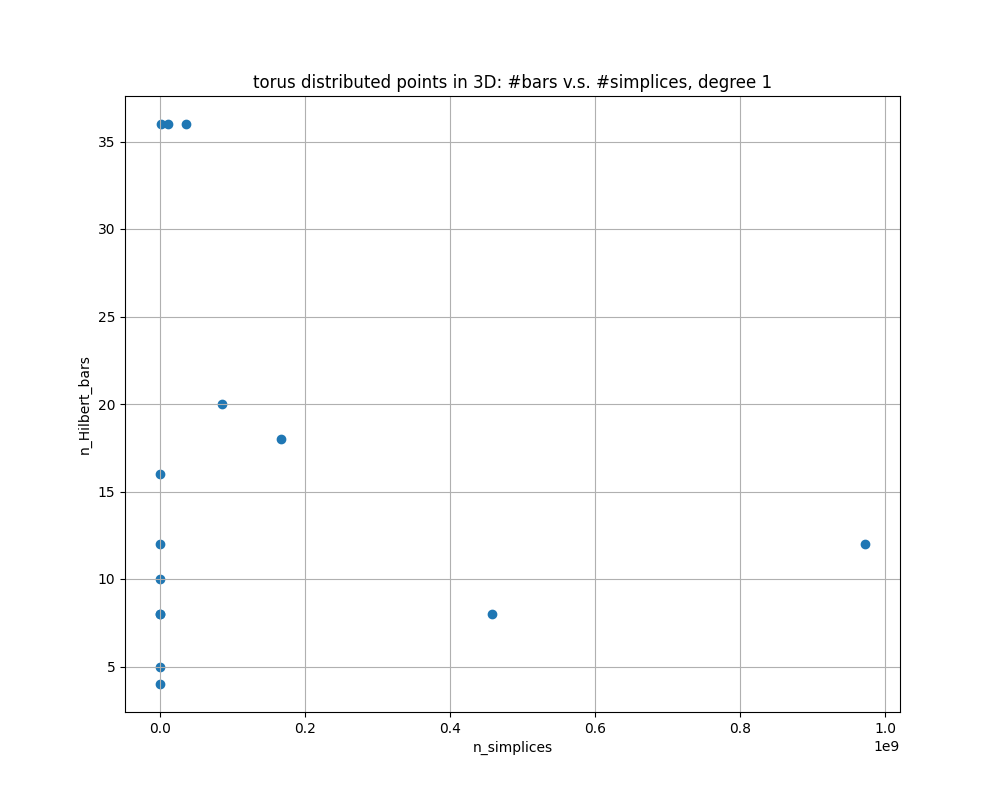 torus distributed points in 3D: #bars v.s. #simplices, degree 1
35
30
25
20
15
10
5
n_Hilbert_bars
0.0 0.2 0.4 0.6 0.8 1.0
1e9
n_simplices